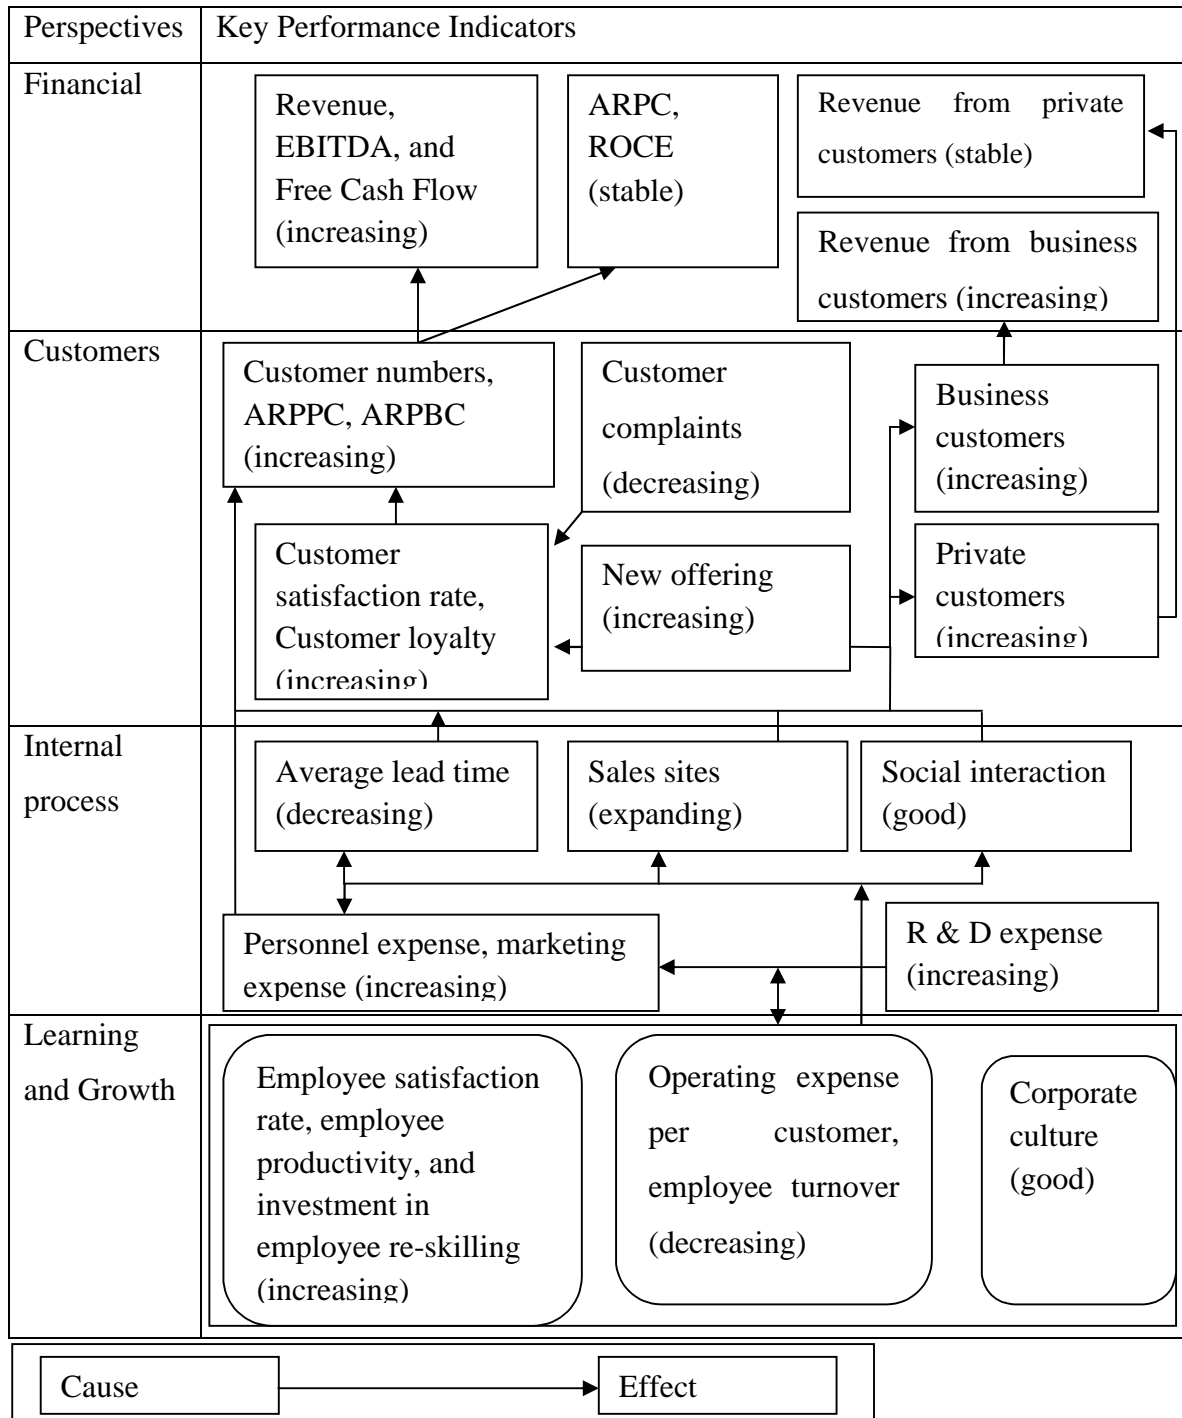 Perspectives
Key Performance Indicators
Financial
Revenue,
EBITDA, and
Free Cash Flow
(increasing)
ARPC,
ROCE
(stable)
Revenue from private
customers (stable)
Revenue from business
customers (increasing)
Customers
Customer numbers,
ARPPC, ARPBC
(increasing)
Customer
complaints
(decreasing)
Business
customers
(increasing)
Customer
satisfaction rate,
Customer loyalty
(increasing)
New offering
(increasing)
Private
customers
(increasing)
Internal
process
Average lead time
(decreasing)
Sales sites
(expanding)
Social interaction
(good)
Personnel expense, marketing
expense (increasing)
R & D expense
(increasing)
Learning
and Growth
Employee satisfaction
rate, employee
productivity, and
investment in
employee re-skilling
(increasing)
Operating expense
per customer,
employee turnover
(decreasing)
Corporate
culture
(good)
Cause
Effect